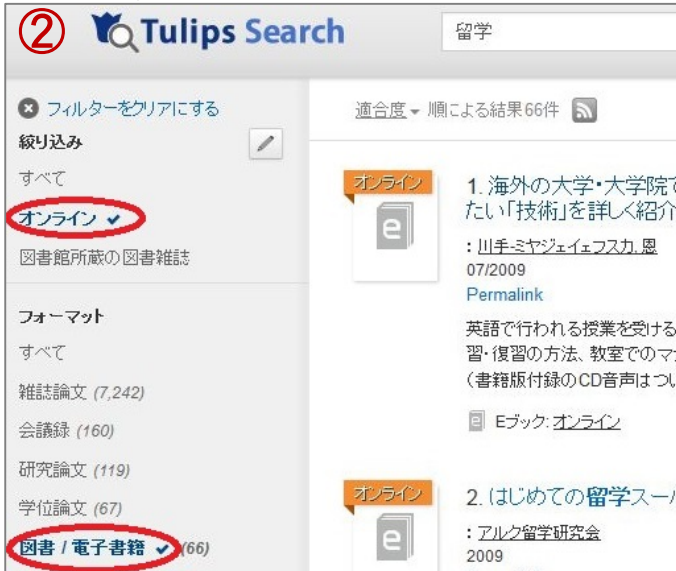 ② Tulips Search
留学
フィルターをクリアにする
絞り込み
すべて
オンライン
図書館所蔵の図書雑誌
フォーマット
すべて
雑誌論文 (7,242)
会議録 (160)
研究論文 (119)
学位論文 (67)
図書 / 電子書籍 (66)
適合度 順による結果66件
オンライン
e
1. 海外の大学・大学院で
たい「技術」を詳しく紹介
: 川手-ミヤジェイェフスカ, 恩
07/2009
Permalink
英語で行われる授業を受ける
習・復習の方法、教室でのマ
(書籍版付録のCD音声はつい
e Eブック: オンライン
オンライン
e
2. はじめての留学スー
: アルク留学研究会
2009